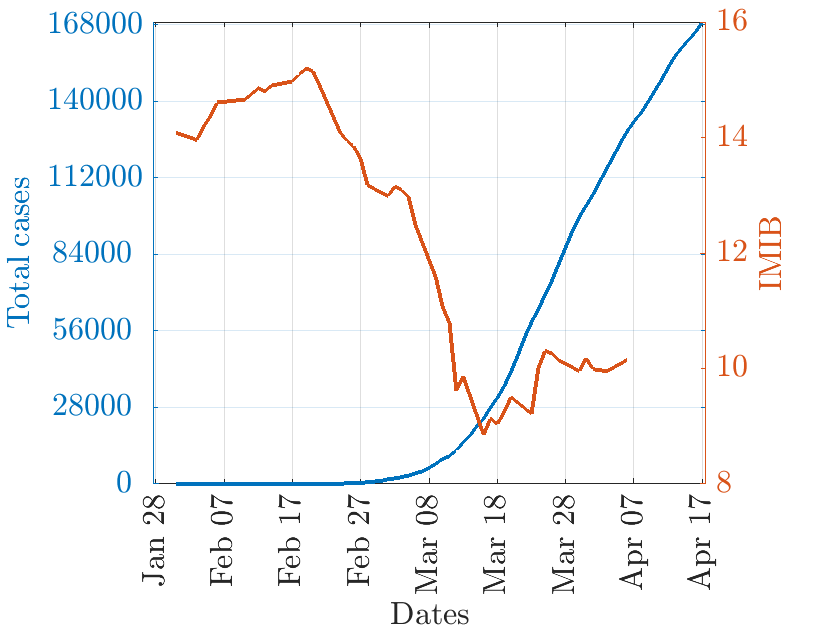 168000
140000
112000
84000
56000
28000
0
Total cases
16
14
12
10
8
IMIB
Jan 28
Feb 07
Feb 17
Feb 27
Mar 08
Mar 18
Mar 28
Apr 07
Apr 17
Dates